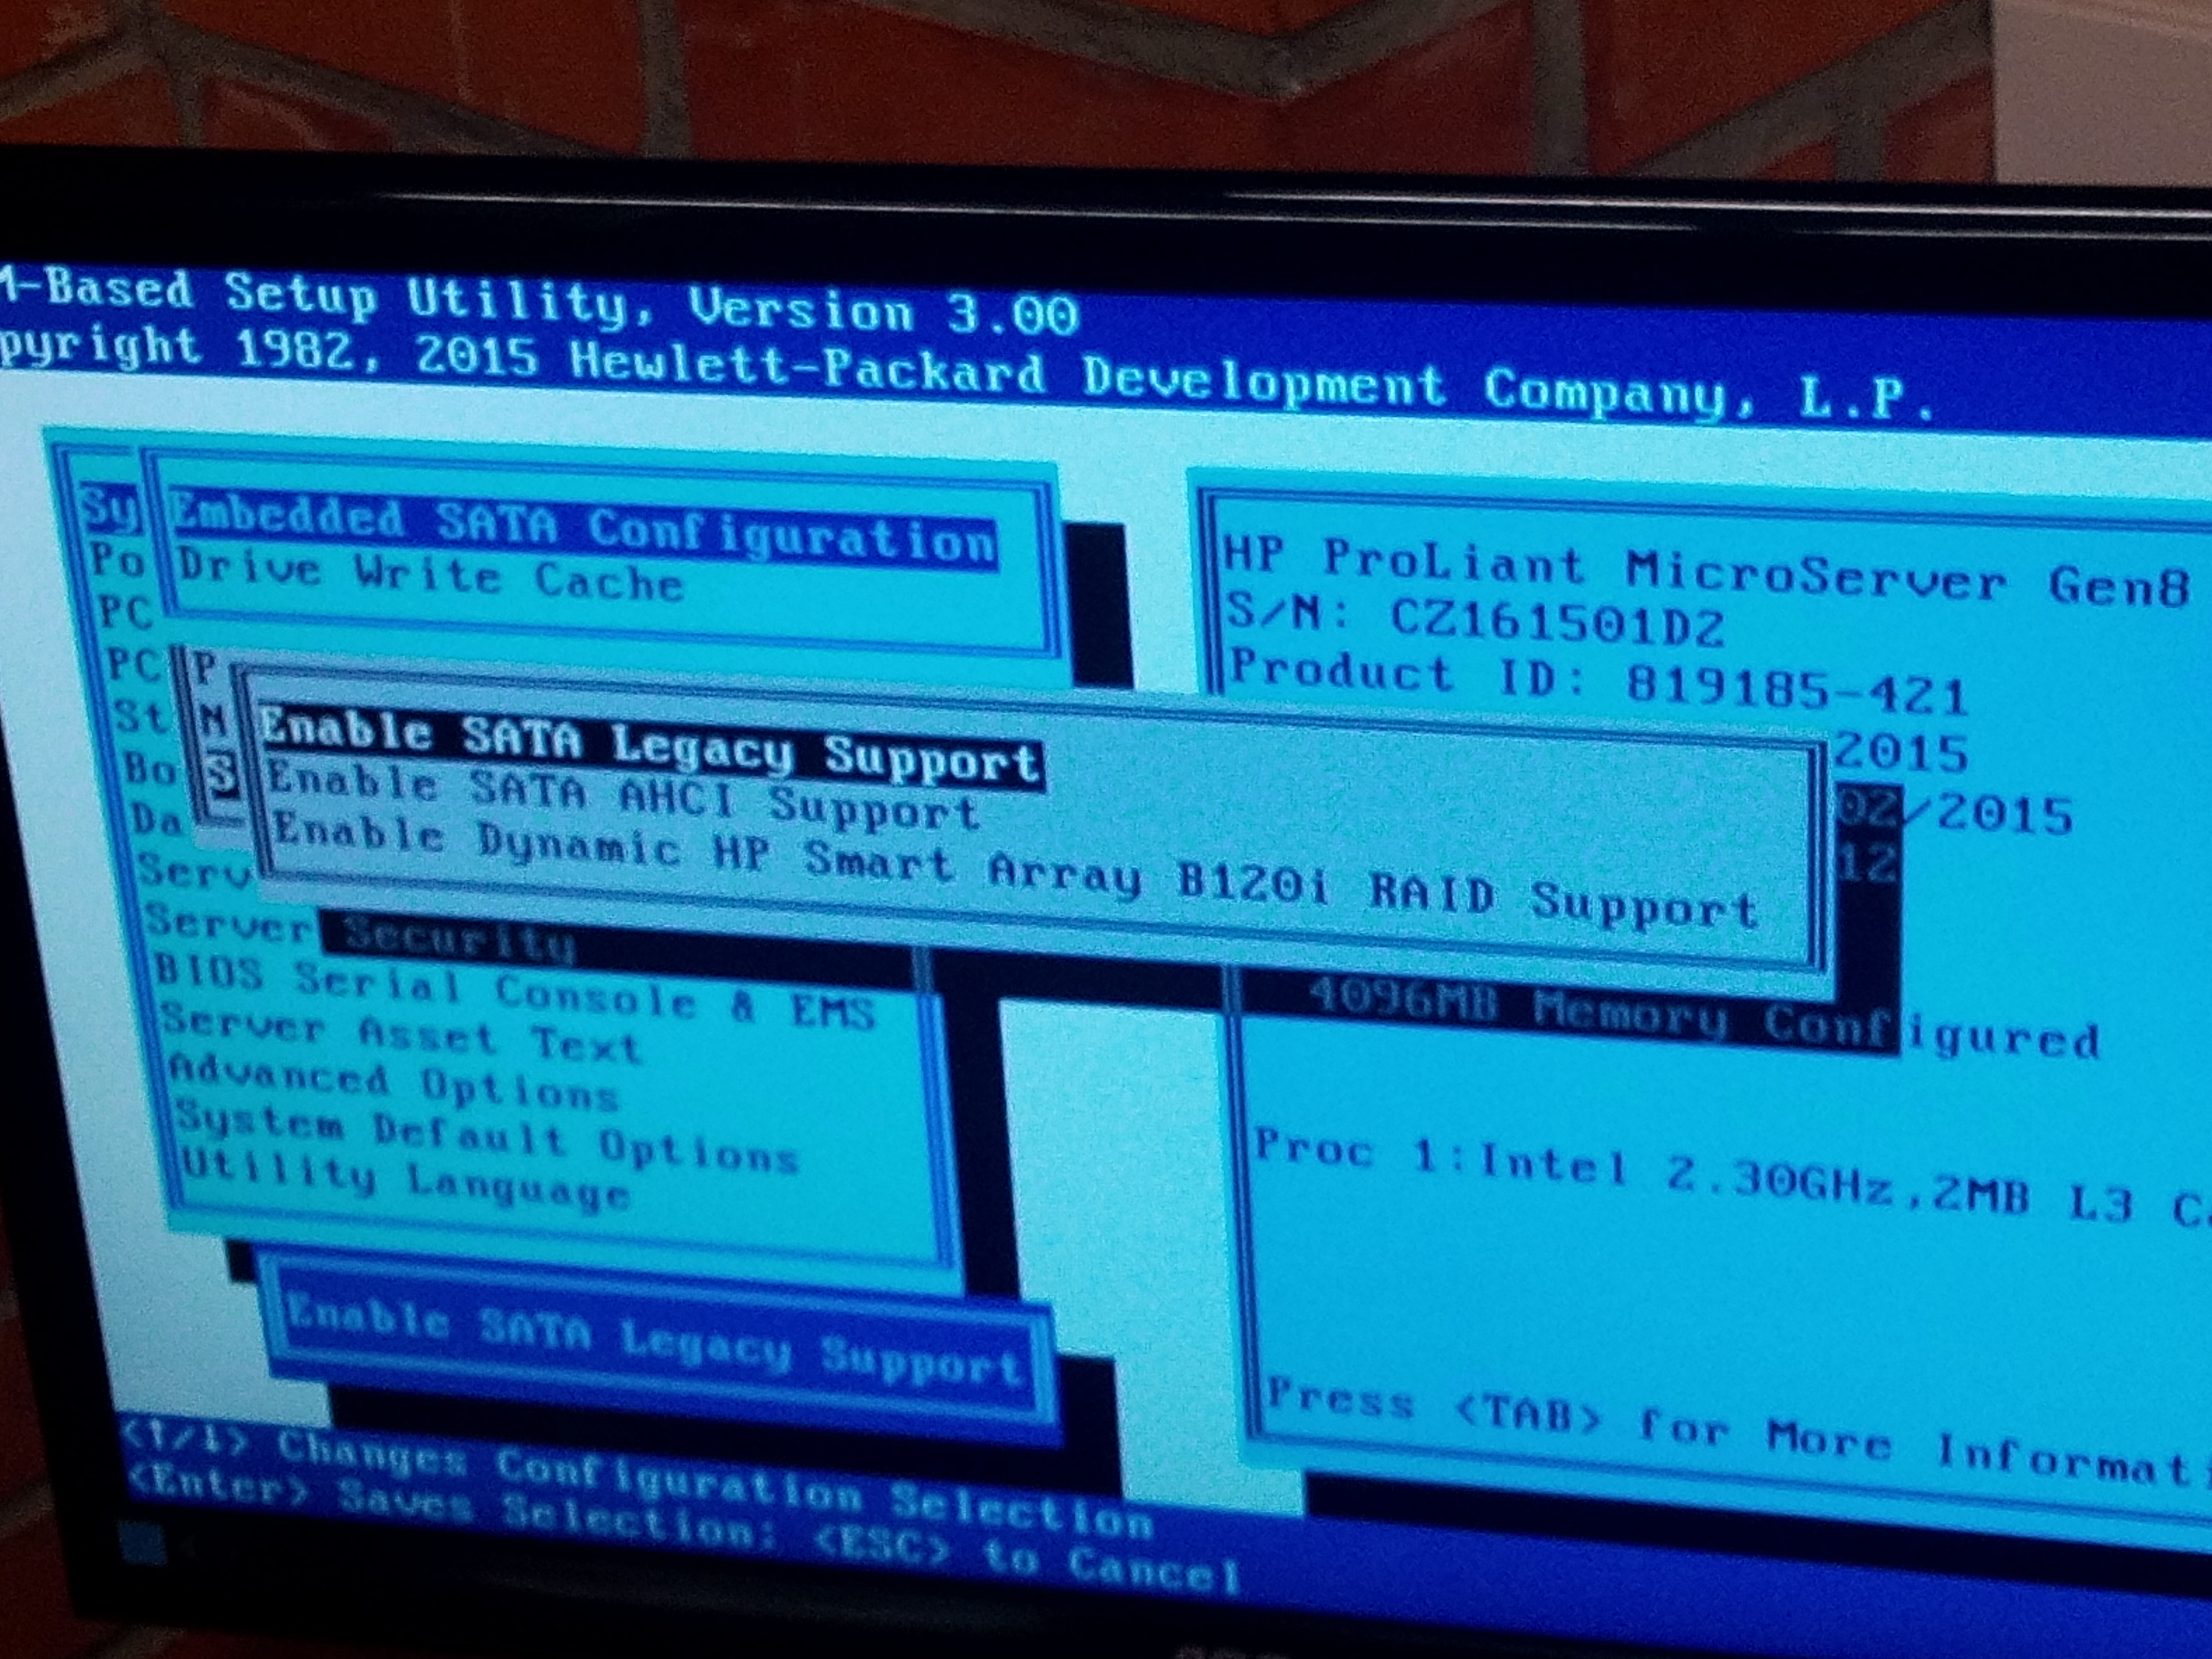 M-Based Setup Utility, Version 3.00
pyright 1982, 2015 Hewlett-Packard Development Company, L.P.
Sy
Embedded SATA Configuration
Po
Drive Write Cache
PC
PC
P
St
N
Bo
S
Da
Serv
Enable SATA Legacy Support
Enable SATA AHCI Support
Enable Dynamic HP Smart Array B120i RAID Support
Server Security
BIOS Serial Console & EMS
Server Asset Text
Advanced Options
System Default Options
Utility Language
HP ProLiant MicroServer Gen8
S/N: CZ161501D2
Product ID: 819185-421
2015
02/2015
12
4096MB Memory Configured
Proc 1:Intel 2.30GHz,2MB L3 C
Press <TAB> for More Informat
Enable SATA Legacy Support
<↑/↓> Changes Configuration Selection
<Enter> Saves Selection; <ESC> to Cancel